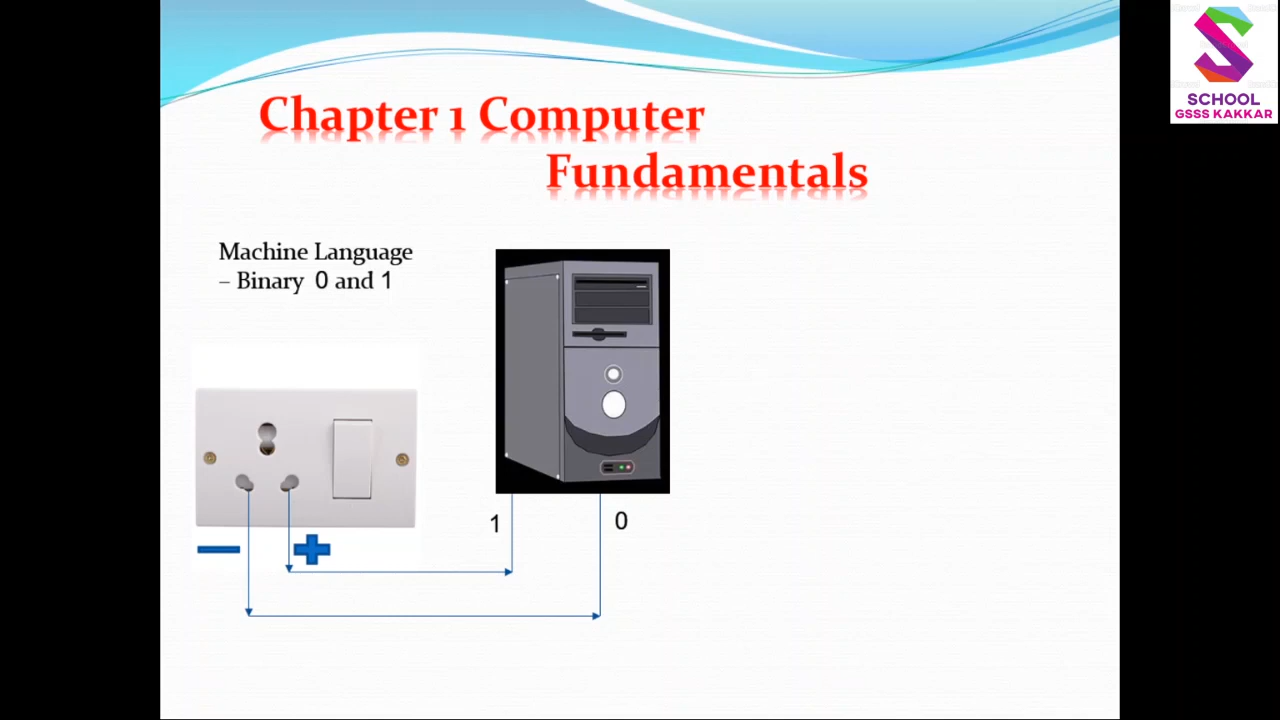 Chapter 1 Computer
Fundamentals
Machine Language
– Binary 0 and 1
1
0
SCHOOL
GSSS KAKKAR